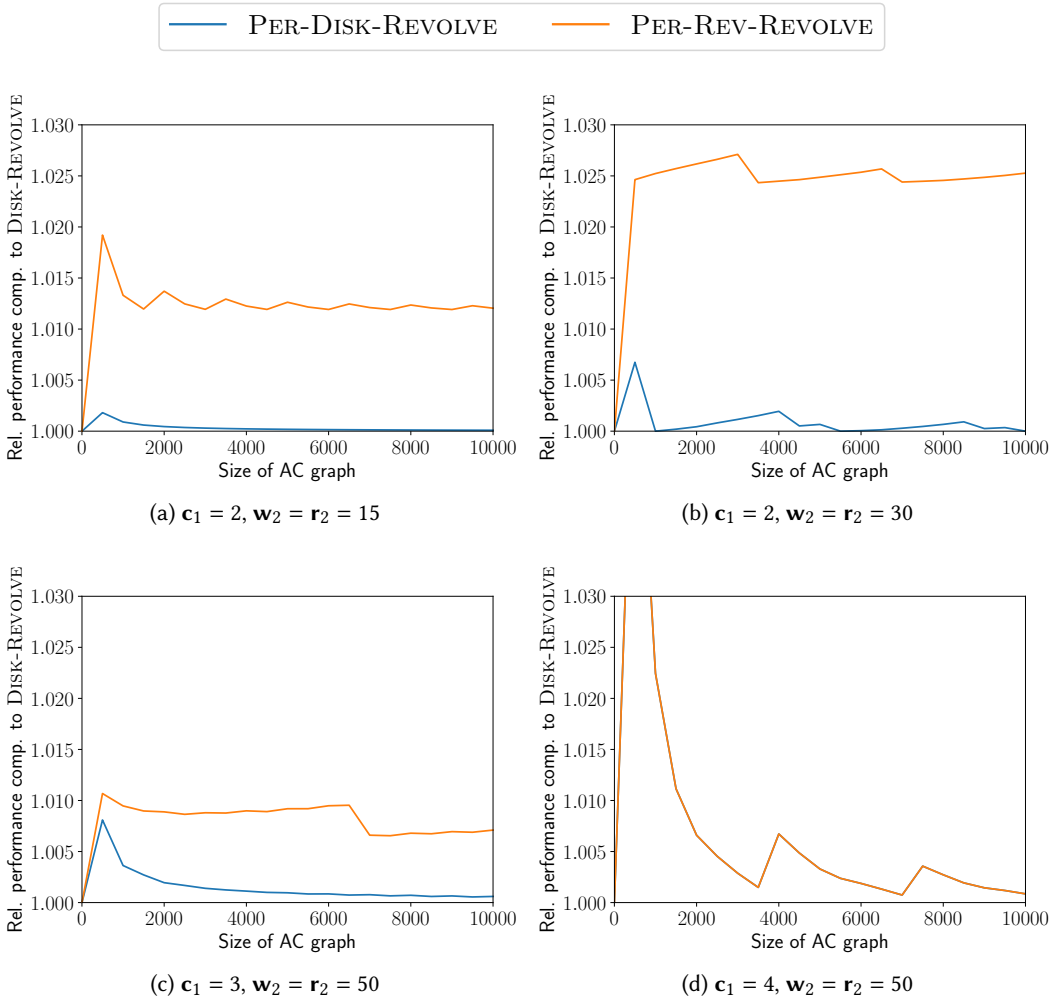 PER-DISK-REVOLVE PER-REV-REVOLVE
Rel. performance comp. to DISK-REVOLVE
1.030
1.025
1.020
1.015
1.010
1.005
1.000
0 2000 4000 6000 8000 10000
Size of AC graph
(a) c1 = 2, w2 = r2 = 15
Rel. performance comp. to DISK-REVOLVE
1.030
1.025
1.020
1.015
1.010
1.005
1.000
0 2000 4000 6000 8000 10000
Size of AC graph
(b) c1 = 2, w2 = r2 = 30
Rel. performance comp. to DISK-REVOLVE
1.030
1.025
1.020
1.015
1.010
1.005
1.000
0 2000 4000 6000 8000 10000
Size of AC graph
(c) c1 = 3, w2 = r2 = 50
Rel. performance comp. to DISK-REVOLVE
1.030
1.025
1.020
1.015
1.010
1.005
1.000
0 2000 4000 6000 8000 10000
Size of AC graph
(d) c1 = 4, w2 = r2 = 50